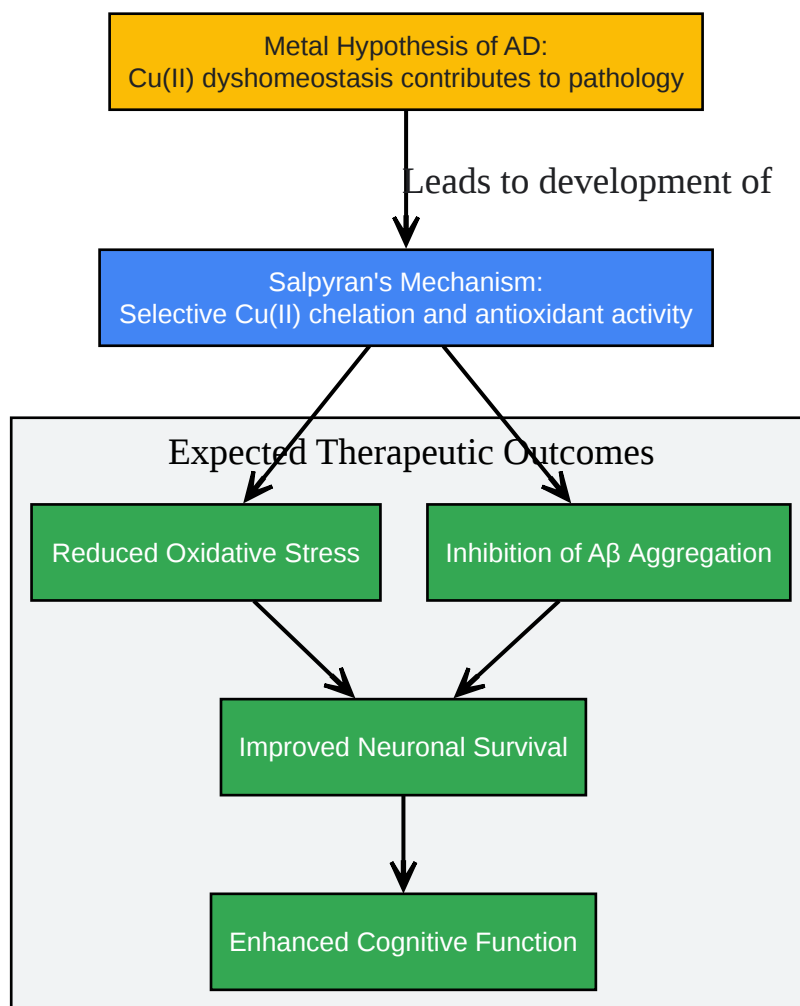 Metal Hypothesis of AD:
Cu(II) dyshomeostasis contributes to pathology
Leads to development of
Salpyran's Mechanism:
Selective Cu(II) chelation and antioxidant activity
Expected Therapeutic Outcomes
Reduced Oxidative Stress
Inhibition of Aβ Aggregation
Improved Neuronal Survival
Enhanced Cognitive Function